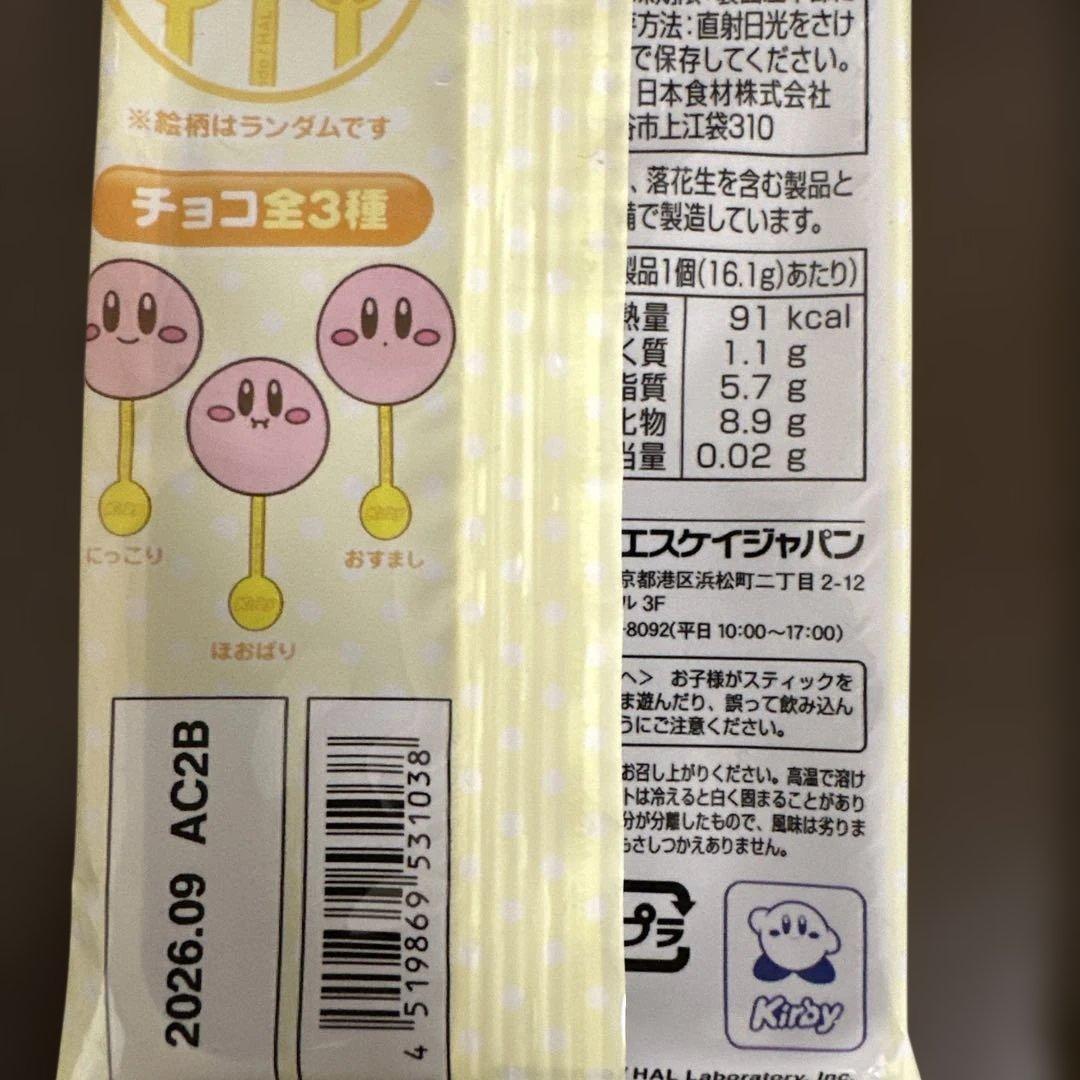 ※絵柄はランダムです
チョコ全3種
にっこり
おすまし
ほおばり
2026.09 AC2B
4 519869 531038
方法:直射日光をさけ
で保存してください。
日本食材株式会社
谷市上江袋310
、落花生を含む製品と
備で製造しています。
製品1個(16.1g)あたり)
熱量 91 kcal
く質 1.1 g
脂質 5.7 g
化物 8.9 g
当量 0.02 g
エスケイジャパン
京都港区浜松町二丁目2-12
ル 3F
-8092(平日 10:00〜17:00)
へ> お子様がスティックを
ま遊んだり、誤って飲み込ん
うにご注意ください。
お召し上がりください。高温で溶け
トは冷えると白く固まることがあり
分が分離したもので、風味は劣りま
もさしつかえありません。
プラ
Kirby
/ HAL Laboratory, Inc.